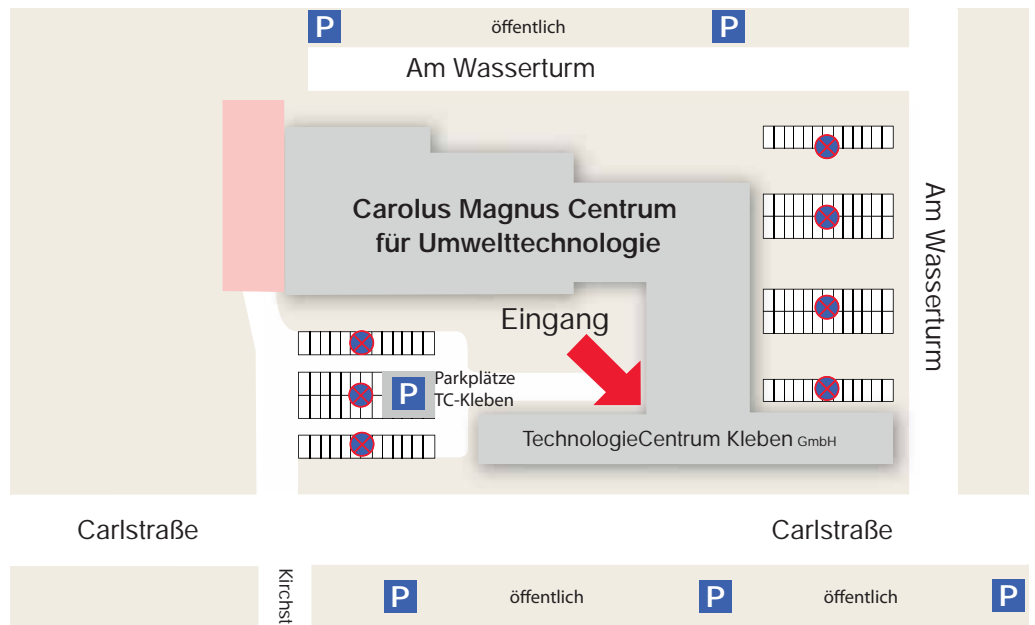 P öffentlich P
Am Wasserturm
Carolus Magnus Centrum
für Umwelttechnologie
Am Wasserturm
Eingang
P Parkplätze
TC-Kleben
TechnologieCentrum Kleben GmbH
Carlstraße
Carlstraße
Kirchst
P öffentlich P öffentlich P